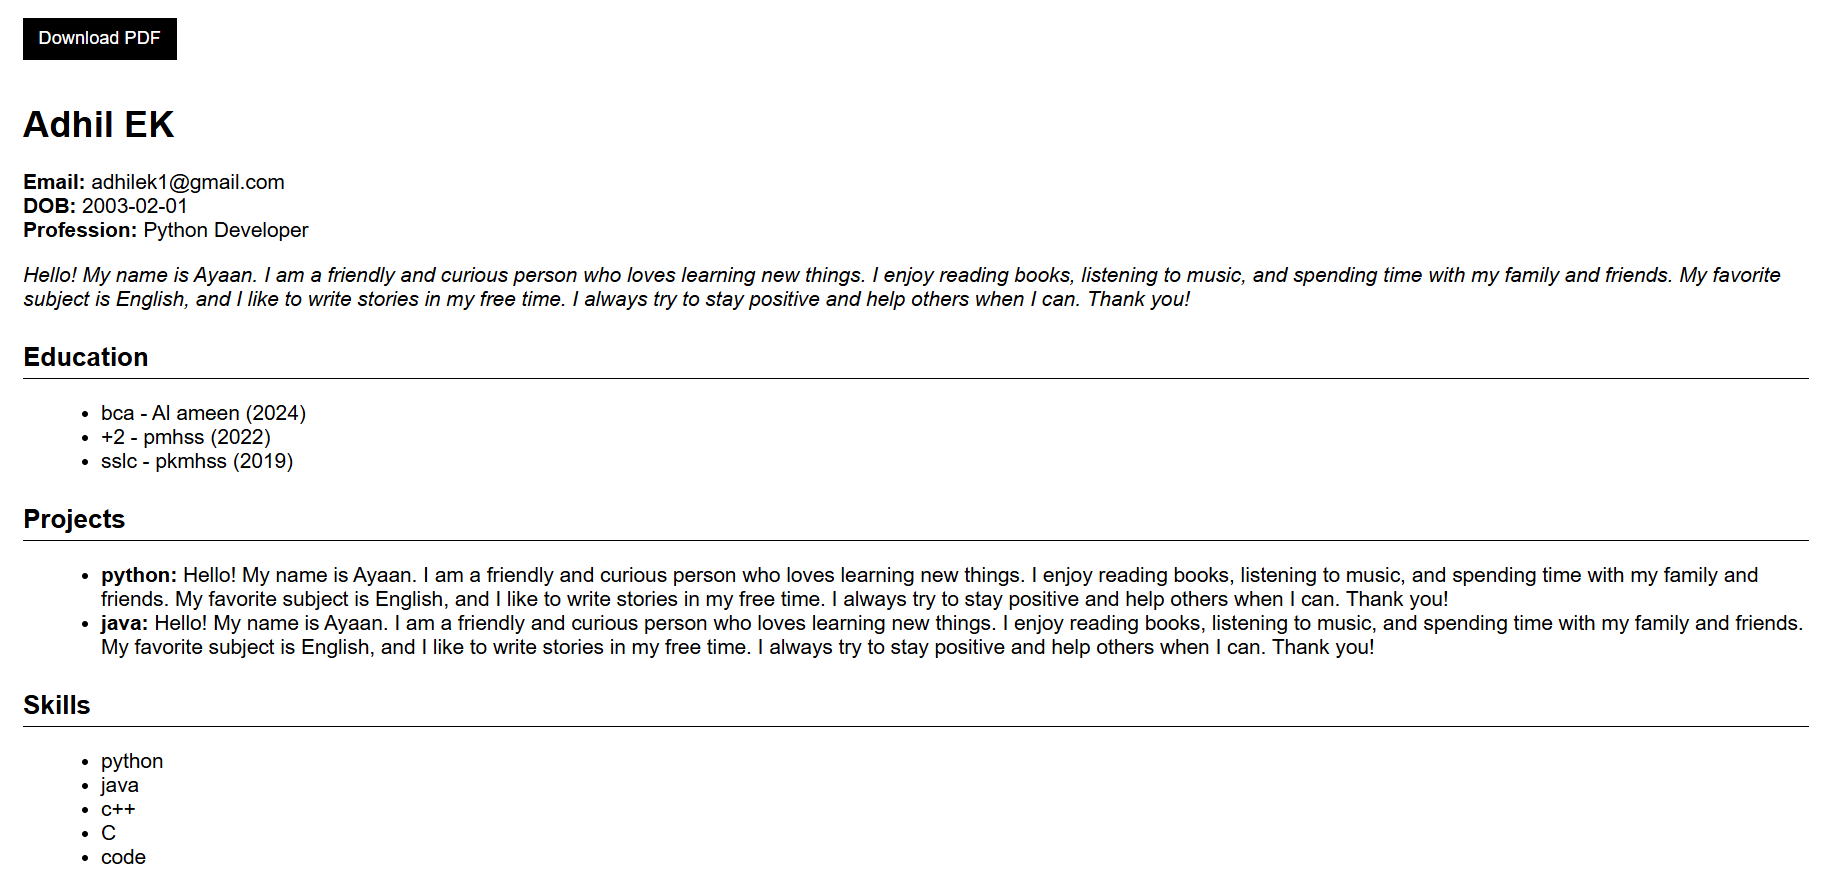 Download PDF
Adhil EK
Email: adhilek1@gmail.com
DOB: 2003-02-01
Profession: Python Developer
Hello! My name is Ayaan. I am a friendly and curious person who loves learning new things. I enjoy reading books, listening to music, and spending time with my family and friends. My favorite
subject is English, and I like to write stories in my free time. I always try to stay positive and help others when I can. Thank you!
Education
• bca - Al ameen (2024)
• +2 - pmhss (2022)
• sslc - pkmhss (2019)
Projects
• python: Hello! My name is Ayaan. I am a friendly and curious person who loves learning new things. I enjoy reading books, listening to music, and spending time with my family and
friends. My favorite subject is English, and I like to write stories in my free time. I always try to stay positive and help others when I can. Thank you!
• java: Hello! My name is Ayaan. I am a friendly and curious person who loves learning new things. I enjoy reading books, listening to music, and spending time with my family and friends.
My favorite subject is English, and I like to write stories in my free time. I always try to stay positive and help others when I can. Thank you!
Skills
• python
• java
• c++
• C
• code